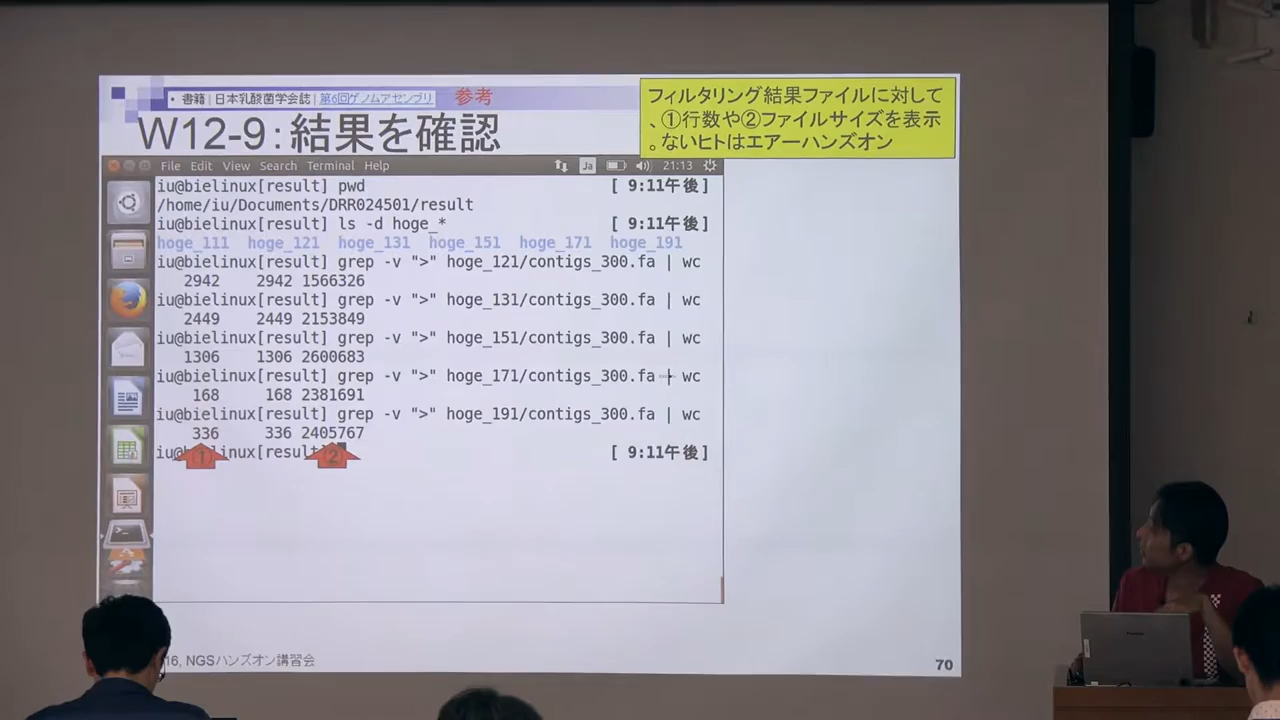 • 書籍 | 日本乳酸菌学会誌 | 第6回ゲノムアセンブリ 参考
W12-9：結果を確認
フィルタリング結果ファイルに対して
、①行数や②ファイルサイズを表示
。ないヒトはエアーハンズオン
File Edit View Search Terminal Help Ja 21:13
iu@bielinux[result] pwd [ 9:11午後]
/home/iu/Documents/DRR024501/result
iu@bielinux[result] ls -d hoge_* [ 9:11午後]
hoge_111 hoge_121 hoge_131 hoge_151 hoge_171 hoge_191
iu@bielinux[result] grep -v ">" hoge_121/contigs_300.fa | wc
2942 2942 1566326
iu@bielinux[result] grep -v ">" hoge_131/contigs_300.fa | wc
2449 2449 2153849
iu@bielinux[result] grep -v ">" hoge_151/contigs_300.fa | wc
1306 1306 2600683
iu@bielinux[result] grep -v ">" hoge_171/contigs_300.fa | wc
168 168 2381691
iu@bielinux[result] grep -v ">" hoge_191/contigs_300.fa | wc
336 336 2405767
iu@bielinux[result] [ 9:11午後]
① ②
16, NGSハンズオン講習会
70